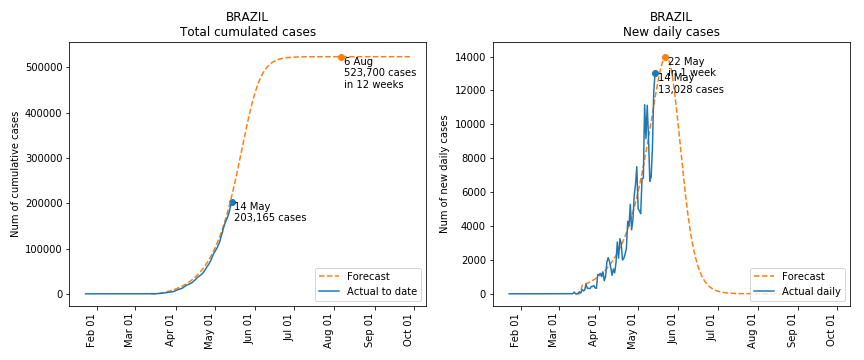 BRAZIL
Total cumulated cases
Num of cumulative cases
500000
400000
300000
200000
100000
0
6 Aug
523,700 cases
in 12 weeks
14 May
203,165 cases
Forecast
Actual to date
Feb 01
Mar 01
Apr 01
May 01
Jun 01
Jul 01
Aug 01
Sep 01
Oct 01
BRAZIL
New daily cases
Num of new daily cases
14000
12000
10000
8000
6000
4000
2000
0
22 May
in 1 week
14 May
13,028 cases
Forecast
Actual daily
Feb 01
Mar 01
Apr 01
May 01
Jun 01
Jul 01
Aug 01
Sep 01
Oct 01